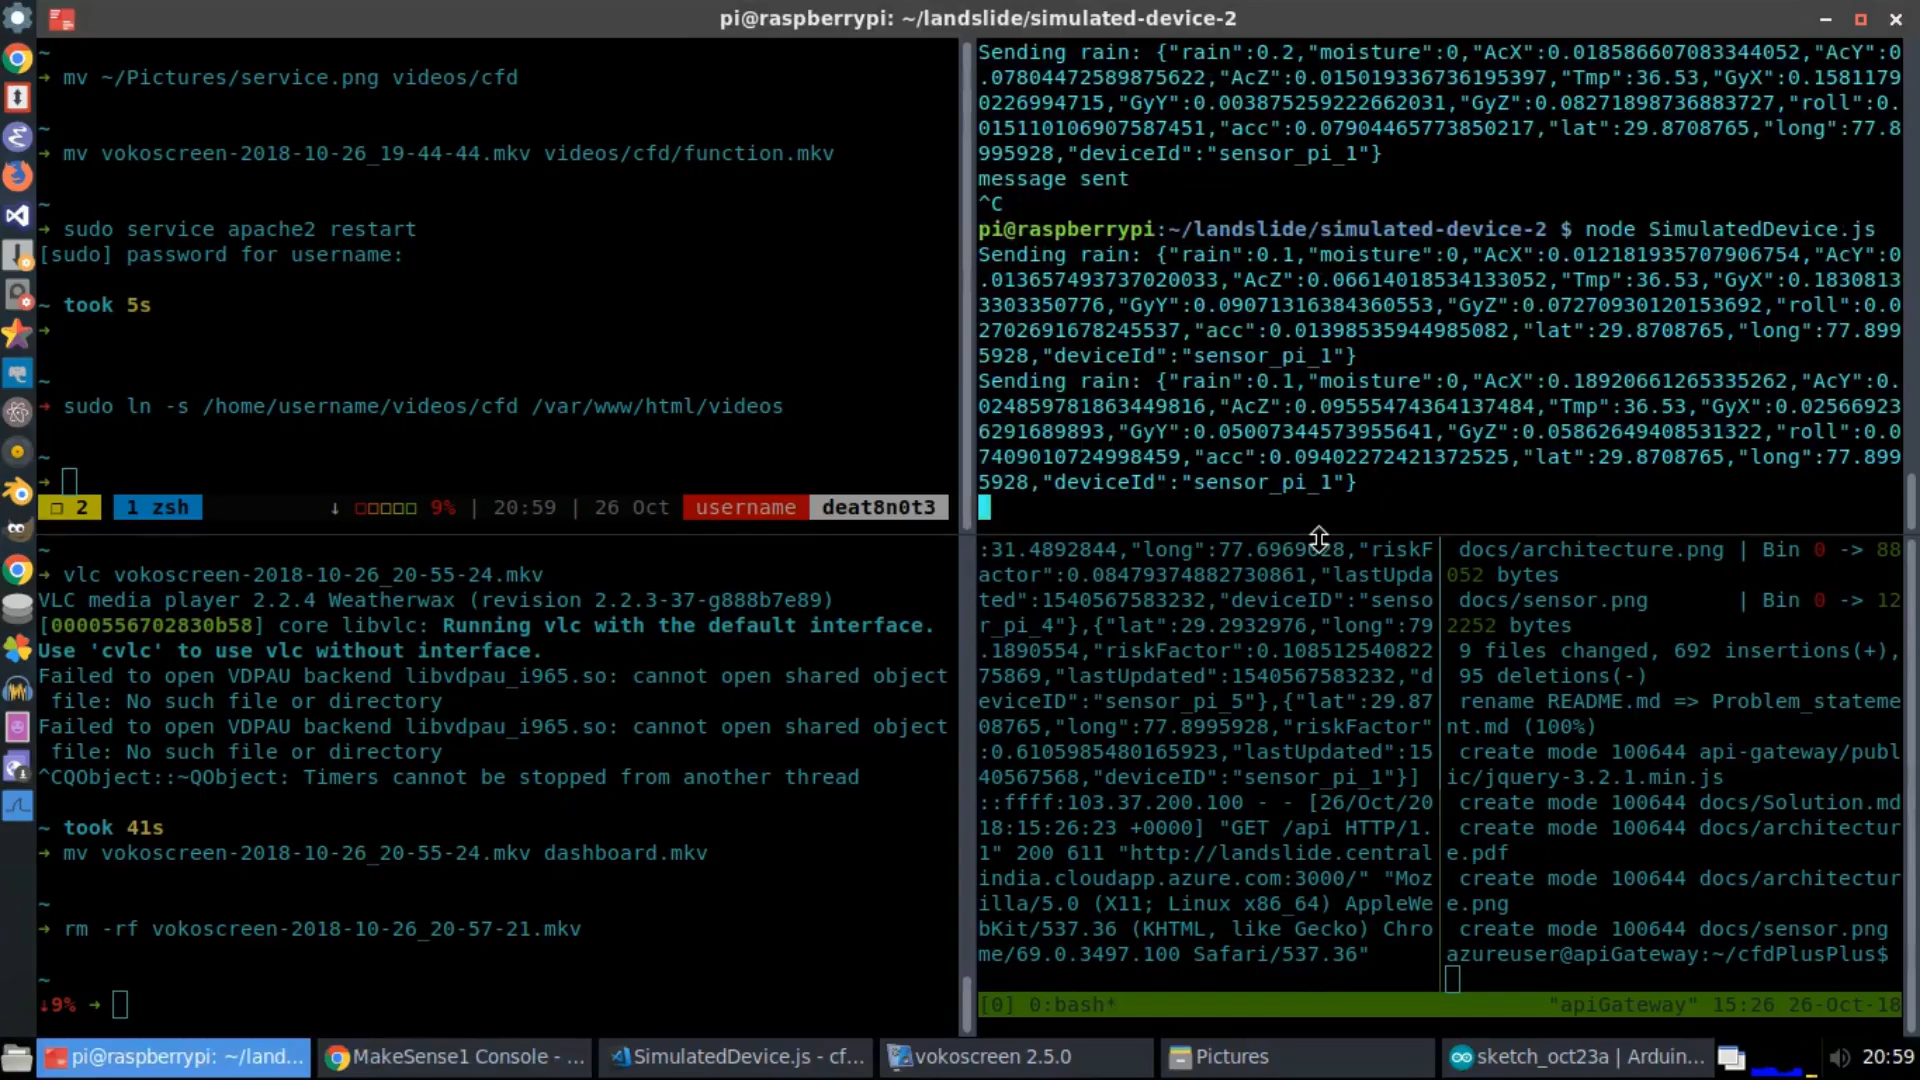 pi@raspberrypi: ~/landslide/simulated-device-2
~
→ mv ~/Pictures/service.png videos/cfd
~
→ mv vokoscreen-2018-10-26_19-44-44.mkv videos/cfd/function.mkv
~
→ sudo service apache2 restart
[sudo] password for username:
~ took 5s
→
~
→ sudo ln -s /home/username/videos/cfd /var/www/html/videos
~
→
2 1 zsh ↓ 9% | 20:59 | 26 Oct username deat8n0t3
Sending rain: {"rain":0.2,"moisture":0,"AcX":0.018586607083344052,"AcY":0
.07804472589875622,"AcZ":0.015019336736195397,"Tmp":36.53,"GyX":0.1581179
0226994715,"GyY":0.003875259222662031,"GyZ":0.08271898736883727,"roll":0.
015110106907587451,"acc":0.07904465773850217,"lat":29.8708765,"long":77.8
995928,"deviceId":"sensor_pi_1"}
message sent
^C
pi@raspberrypi:~/landslide/simulated-device-2 $ node SimulatedDevice.js
Sending rain: {"rain":0.1,"moisture":0,"AcX":0.012181935707906754,"AcY":0
.013657493737020033,"AcZ":0.06614018534133052,"Tmp":36.53,"GyX":0.1830813
3303350776,"GyY":0.09071316384360553,"GyZ":0.07270930120153692,"roll":0.0
2702691678245537,"acc":0.01398535944985082,"lat":29.8708765,"long":77.899
5928,"deviceId":"sensor_pi_1"}
Sending rain: {"rain":0.1,"moisture":0,"AcX":0.18920661265335262,"AcY":0.
024859781863449816,"AcZ":0.09555474364137484,"Tmp":36.53,"GyX":0.02566923
6291689893,"GyY":0.05007344573955641,"GyZ":0.05862649408531322,"roll":0.0
7409010724998459,"acc":0.09402272421372525,"lat":29.8708765,"long":77.899
5928,"deviceId":"sensor_pi_1"}
~
→ vlc vokoscreen-2018-10-26_20-55-24.mkv
VLC media player 2.2.4 Weatherwax (revision 2.2.3-37-g888b7e89)
[0000556702830b58] core libvlc: Running vlc with the default interface.
Use 'cvlc' to use vlc without interface.
Failed to open VDPAU backend libvdpau_i965.so: cannot open shared object
file: No such file or directory
Failed to open VDPAU backend libvdpau_i965.so: cannot open shared object
file: No such file or directory
^CQObject::~QObject: Timers cannot be stopped from another thread
~ took 41s
→ mv vokoscreen-2018-10-26_20-55-24.mkv dashboard.mkv
~
→ rm -rf vokoscreen-2018-10-26_20-57-21.mkv
~
↓9% →
:31.4892844,"long":77.6969 28,"riskF
actor":0.08479374882730861,"lastUpda
ted":1540567583232,"deviceID":"senso
r_pi_4"},{"lat":29.2932976,"long":79
.1890554,"riskFactor":0.108512540822
75869,"lastUpdated":1540567583232,"d
eviceID":"sensor_pi_5"},{"lat":29.87
08765,"long":77.8995928,"riskFactor"
:0.6105985480165923,"lastUpdated":15
40567568,"deviceID":"sensor_pi_1"}]
::ffff:103.37.200.100 - - [26/Oct/20
18:15:26:23 +0000] "GET /api HTTP/1.
1" 200 611 "http://landslide.central
india.cloudapp.azure.com:3000/" "Moz
illa/5.0 (X11; Linux x86_64) AppleWe
bKit/537.36 (KHTML, like Gecko) Chro
me/69.0.3497.100 Safari/537.36"
docs/architecture.png | Bin 0 -> 88
052 bytes
docs/sensor.png | Bin 0 -> 12
2252 bytes
9 files changed, 692 insertions(+),
95 deletions(-)
rename README.md => Problem_stateme
nt.md (100%)
create mode 100644 api-gateway/publ
ic/jquery-3.2.1.min.js
create mode 100644 docs/Solution.md
create mode 100644 docs/architectur
e.pdf
create mode 100644 docs/architectur
e.png
create mode 100644 docs/sensor.png
azureuser@apiGateway:~/cfdPlusPlus$
[0] 0:bash* "apiGateway" 15:26 26-Oct-18
pi@raspberrypi: ~/land... MakeSense1 Console - ... SimulatedDevice.js - cf... vokoscreen 2.5.0 Pictures sketch_oct23a | Arduin... 20:59